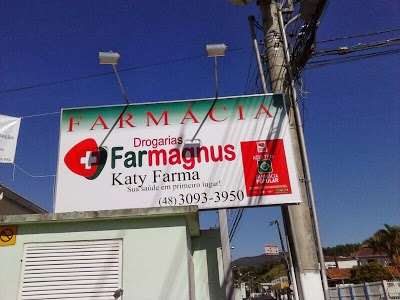 FARMÁCIA
Drogarias
Farmagnus
Katy Farma
Sua saúde em primeiro lugar!
(48) 3093-3950